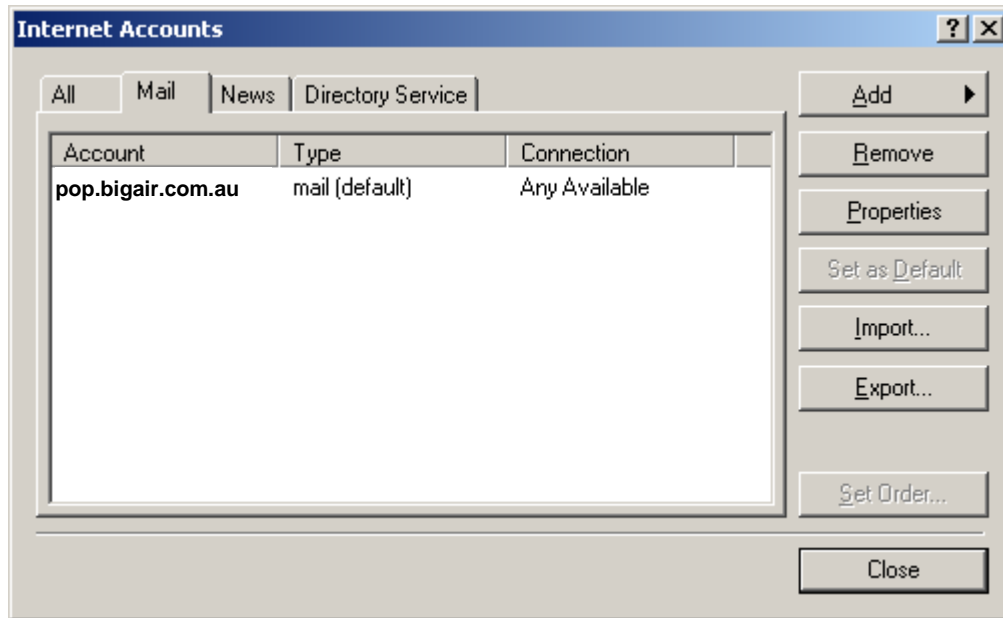 Internet Accounts
All Mail News Directory Service
Add
Account Type Connection
Remove
pop.bigair.com.au mail (default) Any Available
Properties
Set as Default
Import...
Export...
Set Order...
Close